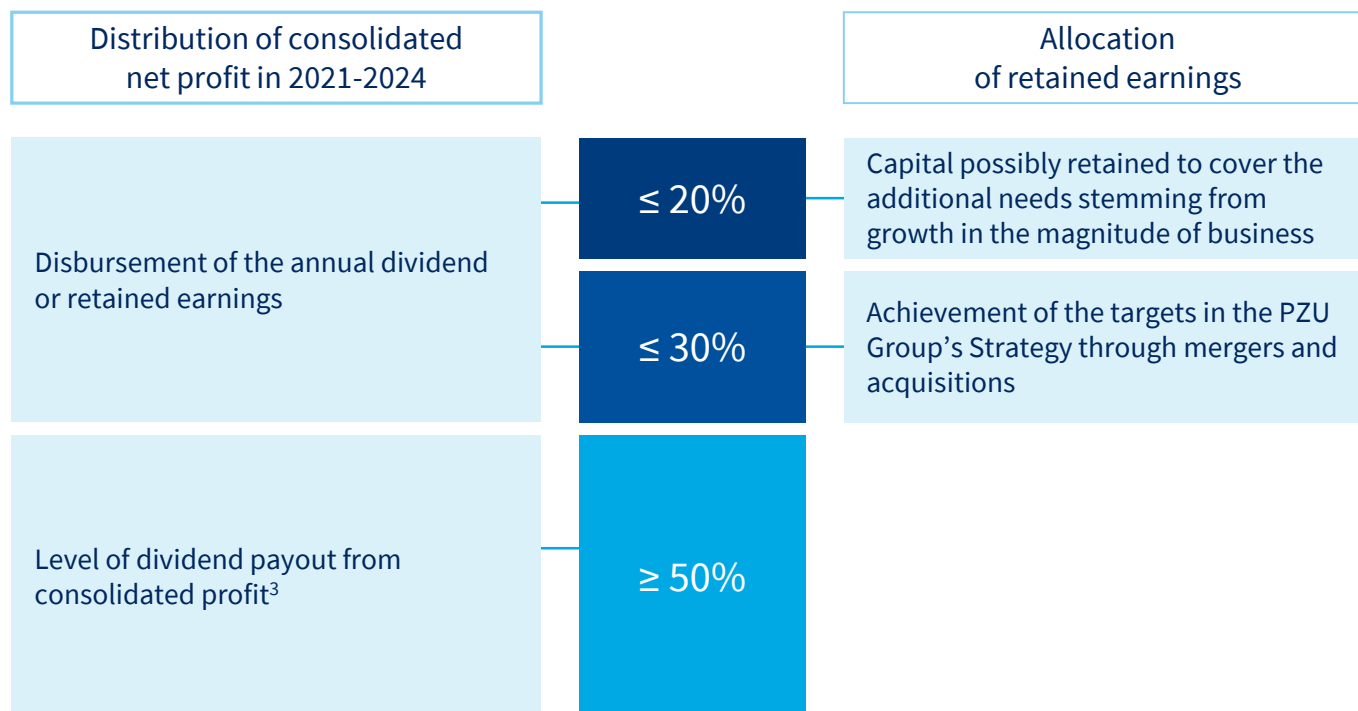 Distribution of consolidated
net profit in 2021-2024
Allocation
of retained earnings
Disbursement of the annual dividend
or retained earnings
≤ 20%
Capital possibly retained to cover the
additional needs stemming from
growth in the magnitude of business
≤ 30%
Achievement of the targets in the PZU
Group’s Strategy through mergers and
acquisitions
Level of dividend payout from
consolidated profit³
≥ 50%